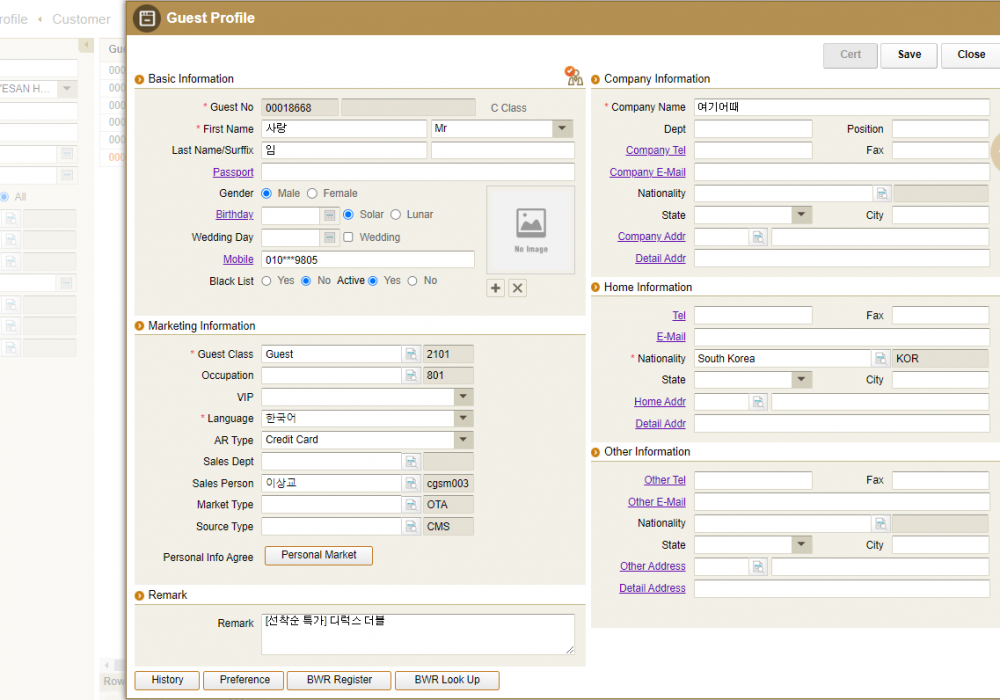 rofile Customer
Guest Profile
Cert Save Close
YESAN H...
All
Gu
000
000
000
000
000
000
Row
Basic Information
* Guest No 00018668 C Class
* First Name 사랑 Mr
Last Name/Surffix 임
Passport
Gender Male Female
Birthday Solar Lunar
Wedding Day Wedding
Mobile 010***9805
Black List Yes No Active Yes No
No Image
Marketing Information
* Guest Class Guest 2101
Occupation 801
VIP
* Language 한국어
AR Type Credit Card
Sales Dept
Sales Person 이상교 cgsm003
Market Type OTA
Source Type CMS
Personal Info Agree Personal Market
Remark
Remark [선착순 특가] 디럭스 더블
History Preference BWR Register BWR Look Up
Company Information
* Company Name 여기어때
Dept Position
Company Tel Fax
Company E-Mail
Nationality
State City
Company Addr
Detail Addr
Home Information
Tel Fax
E-Mail
* Nationality South Korea KOR
State City
Home Addr
Detail Addr
Other Information
Other Tel Fax
Other E-Mail
Nationality
State City
Other Address
Detail Address